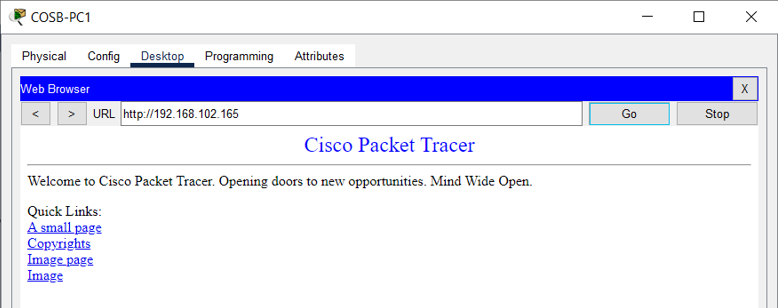 COSB-PC1
Physical Config Desktop Programming Attributes
Web Browser X
< > URL http://192.168.102.165 Go Stop
Cisco Packet Tracer
Welcome to Cisco Packet Tracer. Opening doors to new opportunities. Mind Wide Open.
Quick Links:
A small page
Copyrights
Image page
Image